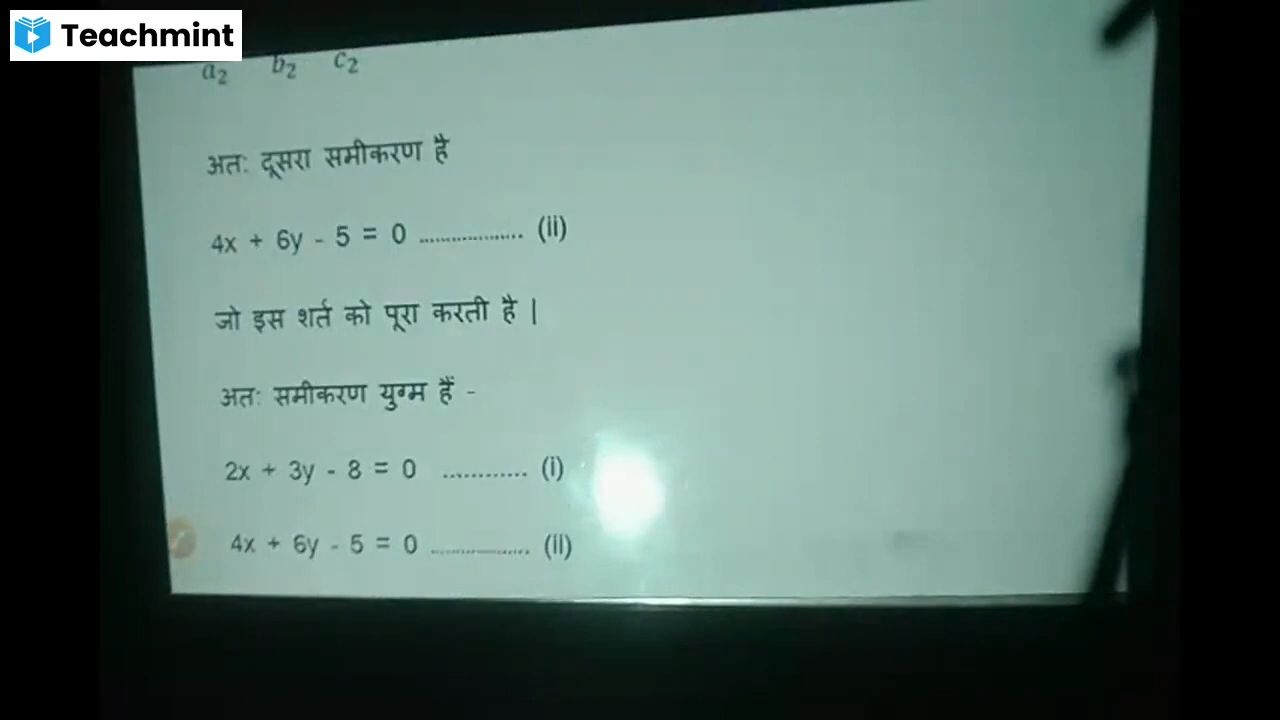 Teachmint
a₂ b₂ c₂
अतः दूसरा समीकरण है
4x + 6y - 5 = 0 .................. (ii)
जो इस शर्त को पूरा करती है |
अतः समीकरण युग्म हैं -
2x + 3y - 8 = 0 ............ (i)
4x + 6y - 5 = 0 .................. (ii)